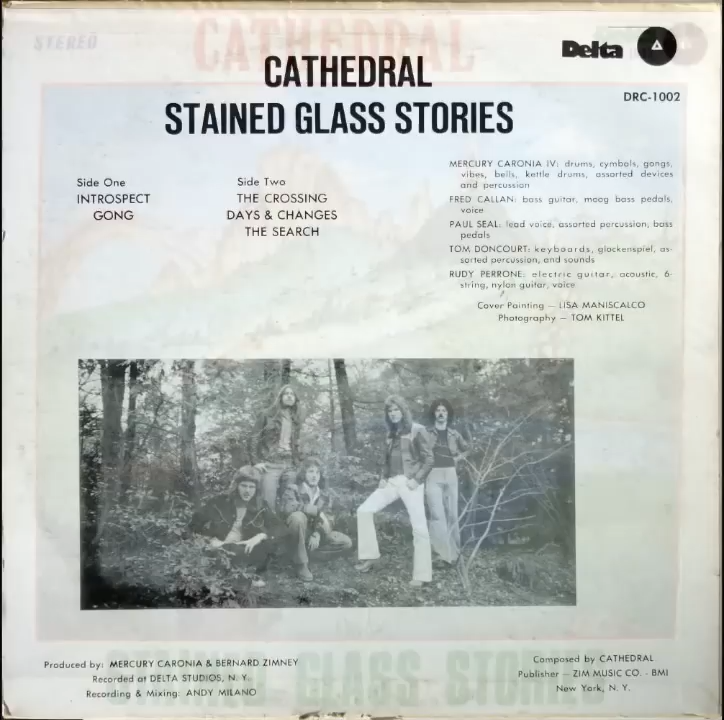 STEREO
CATHEDRAL
Delta
CATHEDRAL
STAINED GLASS STORIES
DRC-1002
Side One
INTROSPECT
GONG
Side Two
THE CROSSING
DAYS & CHANGES
THE SEARCH
MERCURY CARONIA IV: drums, cymbals, gongs,
vibes, bells, kettle drums, assorted devices
and percussion
FRED CALLAN: bass guitar, moog bass pedals,
voice
PAUL SEAL: lead voice, assorted percussion, bass
pedals
TOM DONCOURT: keyboards, glockenspiel, as-
sorted percussion, and sounds
RUDY PERRONE: electric guitar, acoustic, 6-
string, nylon guitar, voice
Cover Painting — LISA MANISCALCO
Photography — TOM KITTEL
STAINED GLASS STORIES
Produced by: MERCURY CARONIA & BERNARD ZIMNEY
Recorded at DELTA STUDIOS, N. Y.
Recording & Mixing: ANDY MILANO
Composed by CATHEDRAL
Publisher — ZIM MUSIC CO. - BMI
New York, N. Y.